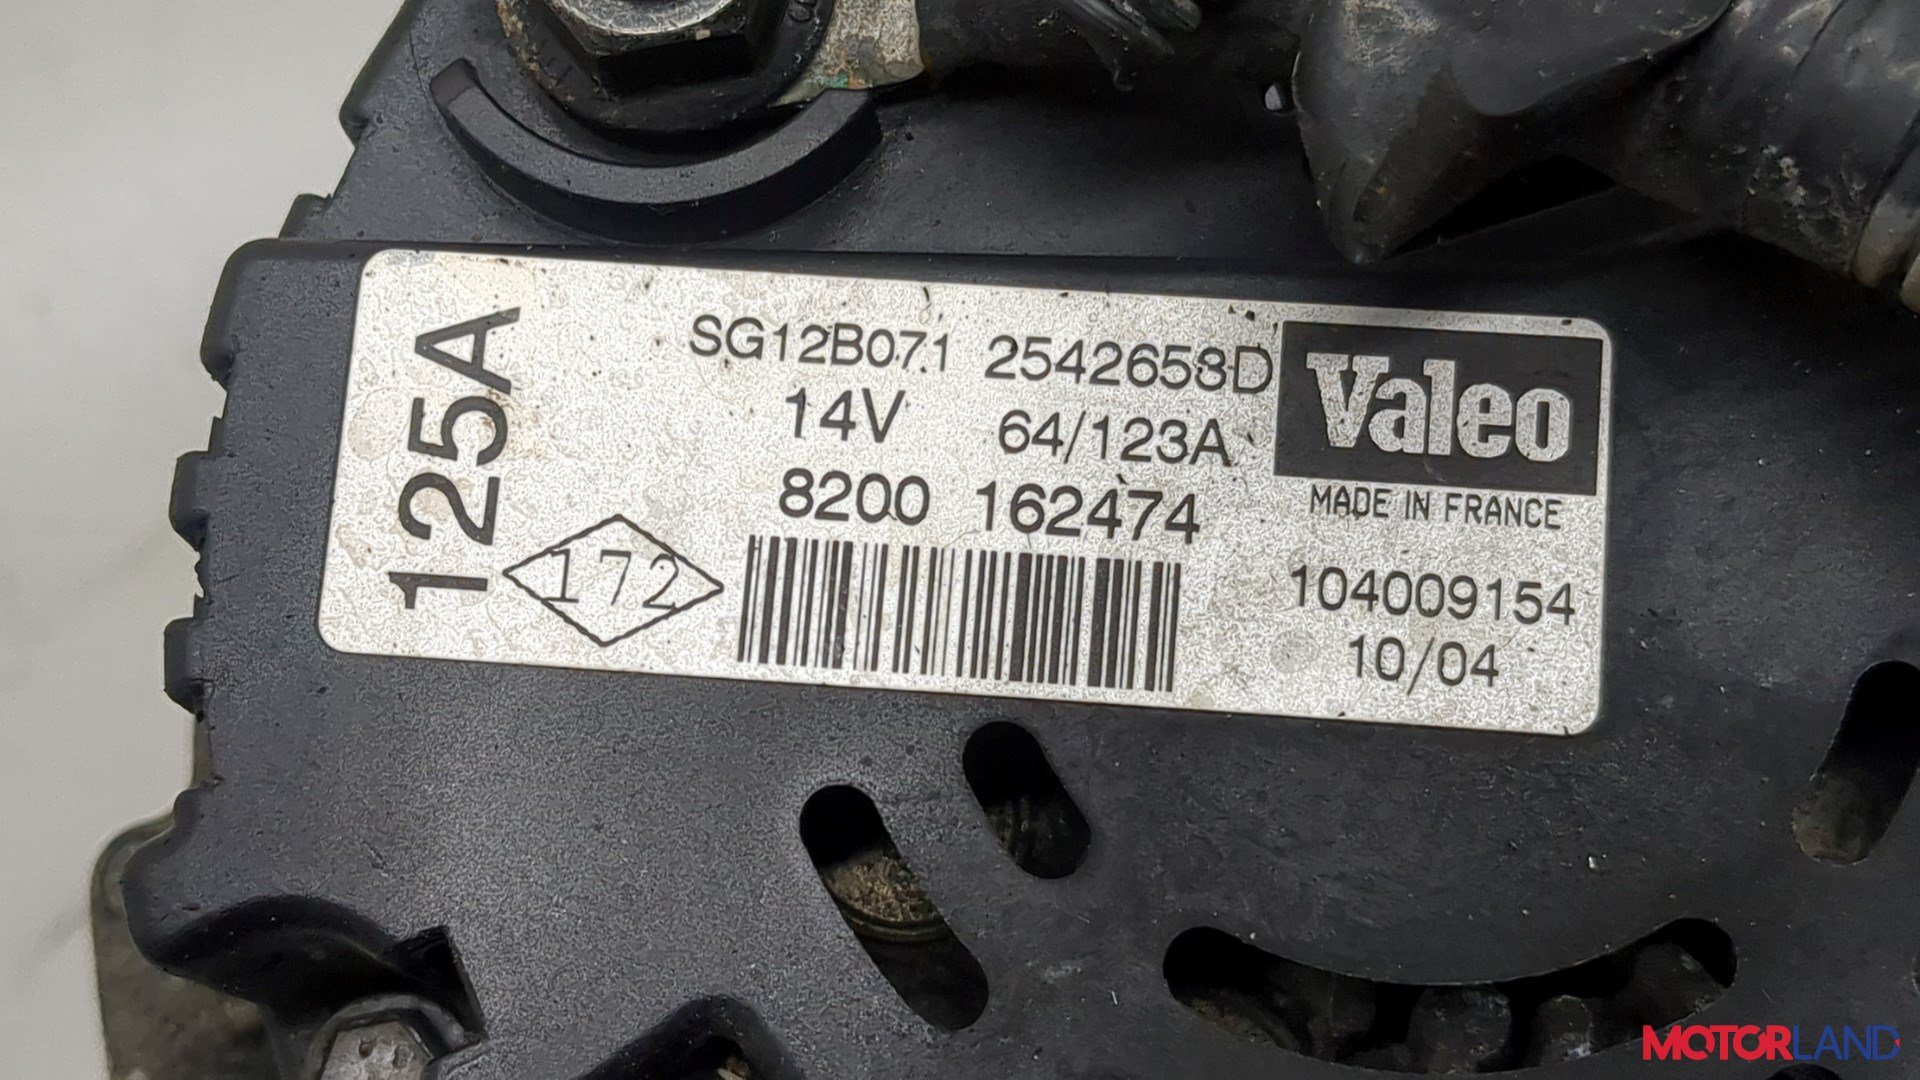 125A
SG12B071 2542658D
14V 64/123A
8200 162474
172
Valeo
MADE IN FRANCE
104009154
10/04
MOTORLAND